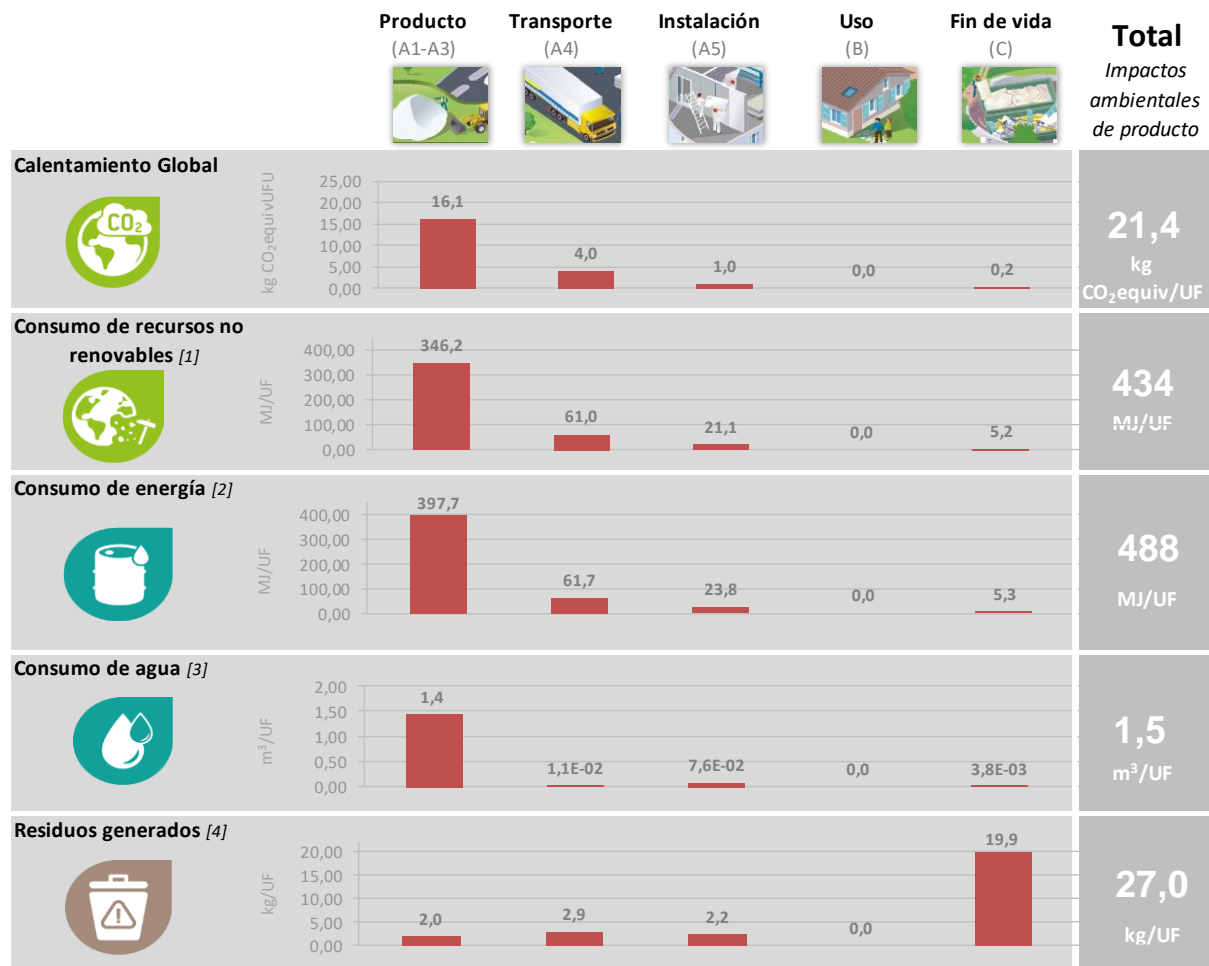 Producto
(A1-A3)
Transporte
(A4)
Instalación
(A5)
Uso
(B)
Fin de vida
(C)
Total
Impactos
ambientales
de producto
Calentamiento Global
CO2
kg CO2equivUFU
25,00
20,00
15,00
10,00
5,00
0,00
16,1
4,0
1,0
0,0
0,2
21,4
kg
CO2equiv/UF
Consumo de recursos no
renovables [1]
MJ/UF
400,00
300,00
200,00
100,00
0,00
346,2
61,0
21,1
0,0
5,2
434
MJ/UF
Consumo de energía [2]
MJ/UF
400,00
300,00
200,00
100,00
0,00
397,7
61,7
23,8
0,0
5,3
488
MJ/UF
Consumo de agua [3]
m³/UF
2,00
1,50
1,00
0,50
0,00
1,4
1,1E-02
7,6E-02
0,0
3,8E-03
1,5
m³/UF
Residuos generados [4]
kg/UF
20,00
15,00
10,00
5,00
0,00
2,0
2,9
2,2
0,0
19,9
27,0
kg/UF